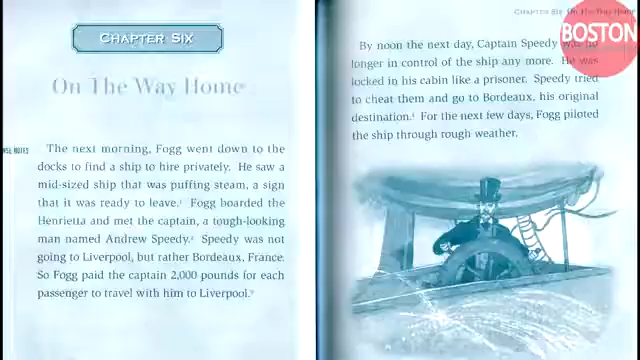 CHAPTER SIX
On The Way Home
The next morning, Fogg went down to the
docks to find a ship to hire privately. He saw a
mid-sized ship that was puffing steam, a sign
that it was ready to leave.
Fogg boarded the
Henrietta and met the captain, a tough-looking
man named Andrew Speedy.
Speedy was not
going to Liverpool, but rather Bordeaux, France.
So Fogg paid the captain 2,000 pounds for each
passenger to travel with him to Liverpool.
CHAPTER SIX On The Way Home
BOSTON
By noon the next day, Captain Speedy was no
longer in control of the ship any more. He was
locked in his cabin like a prisoner. Speedy tried
to cheat them and go to Bordeaux, his original
destination. For the next few days, Fogg piloted
the ship through rough weather.